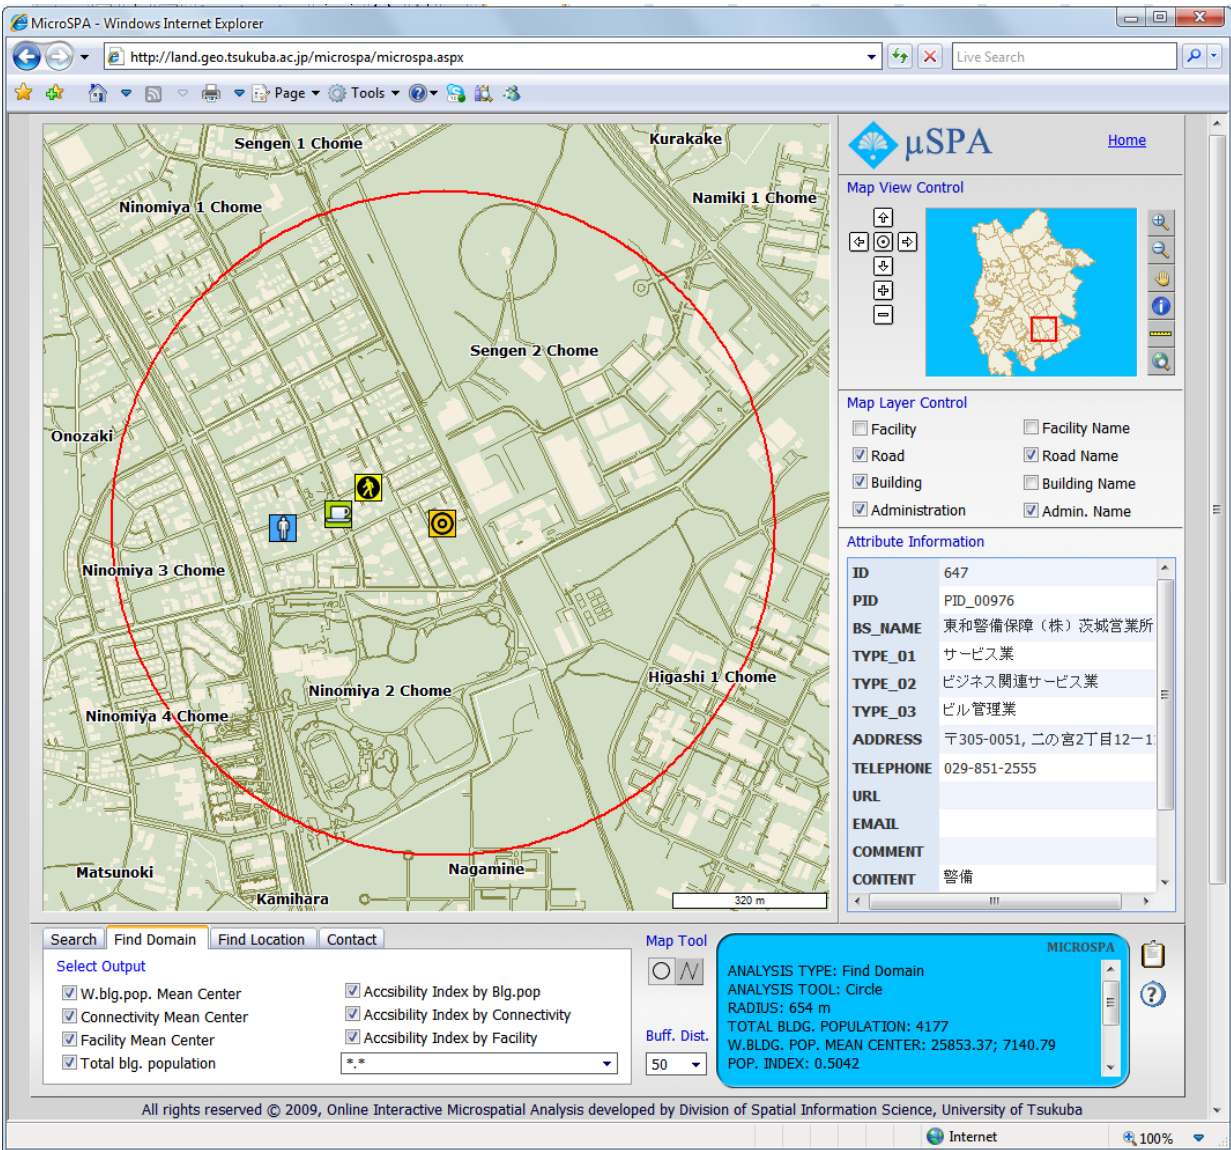 MicroSPA - Windows Internet Explorer
http://land.geo.tsukuba.ac.jp/microspa/microspa.aspx
Live Search
Page
Tools
Sengen 1 Chome
Kurakake
Ninomiya 1 Chome
Namiki 1 Chome
Sengen 2 Chome
Onozaki
Ninomiya 3 Chome
Ninomiya 2 Chome
Higashi 1 Chome
Ninomiya 4 Chome
Matsunoki
Nagamine
Kamihara
320 m
μSPA
Home
Map View Control
Map Layer Control
Facility
Facility Name
Road
Road Name
Building
Building Name
Administration
Admin. Name
Attribute Information
ID 647
PID PID_00976
BS_NAME 東和警備保障（株）茨城営業所
TYPE_01 サービス業
TYPE_02 ビジネス関連サービス業
TYPE_03 ビル管理業
ADDRESS 〒305-0051, 二の宮2丁目12－1
TELEPHONE 029-851-2555
URL
EMAIL
COMMENT
CONTENT 警備
Search
Find Domain
Find Location
Contact
Select Output
W.blg.pop. Mean Center
Accsibility Index by Blg.pop
Connectivity Mean Center
Accsibility Index by Connectivity
Facility Mean Center
Accsibility Index by Facility
Total blg. population
*.*
Map Tool
Buff. Dist.
50
MICROSPA
ANALYSIS TYPE: Find Domain
ANALYSIS TOOL: Circle
RADIUS: 654 m
TOTAL BLDG. POPULATION: 4177
W.BLDG. POP. MEAN CENTER: 25853.37; 7140.79
POP. INDEX: 0.5042
All rights reserved © 2009, Online Interactive Microspatial Analysis developed by Division of Spatial Information Science, University of Tsukuba
Internet
100%